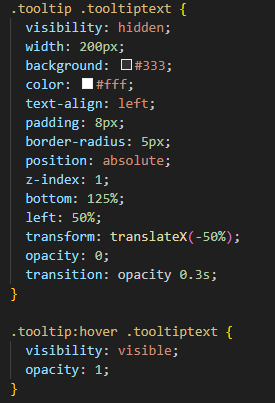 .tooltip .tooltiptext {
  visibility: hidden;
  width: 200px;
  background: #333;
  color: #fff;
  text-align: left;
  padding: 8px;
  border-radius: 5px;
  position: absolute;
  z-index: 1;
  bottom: 125%;
  left: 50%;
  transform: translateX(-50%);
  opacity: 0;
  transition: opacity 0.3s;
}

.tooltip:hover .tooltiptext {
  visibility: visible;
  opacity: 1;
}